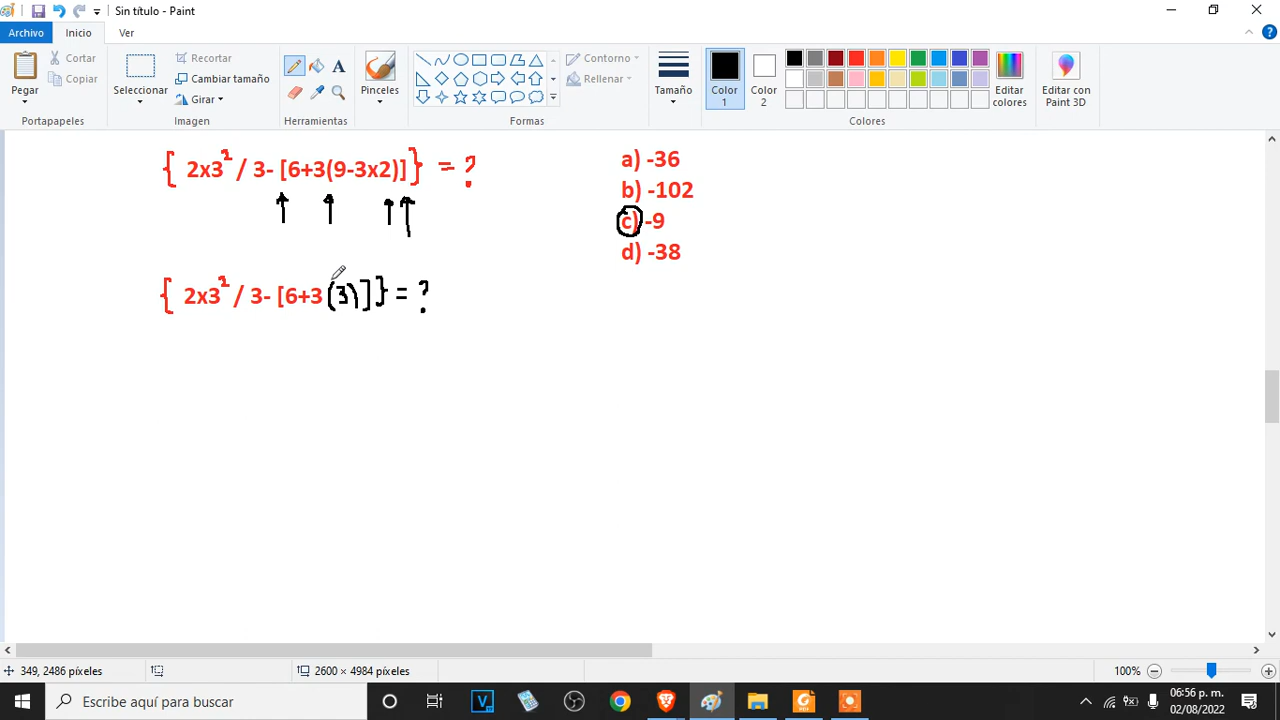 Sin título - Paint
Archivo Inicio Ver
Pegar
Cortar
Copiar
Portapapeles
Seleccionar
Recortar
Cambiar tamaño
Girar
Imagen
A
Herramientas
Pinceles
Contorno
Rellenar
Formas
Tamaño
Color 1
Color 2
Editar colores
Editar con Paint 3D
Colores
{ 2x3² / 3- [6+3(9-3x2)]} = ?
a) -36
b) -102
c) -9
d) -38
{ 2x3² / 3- [6+3(3)]} = ?
349, 2486 píxeles
2600 × 4984 píxeles
100%
Escribe aquí para buscar
06:56 p. m.
02/08/2022